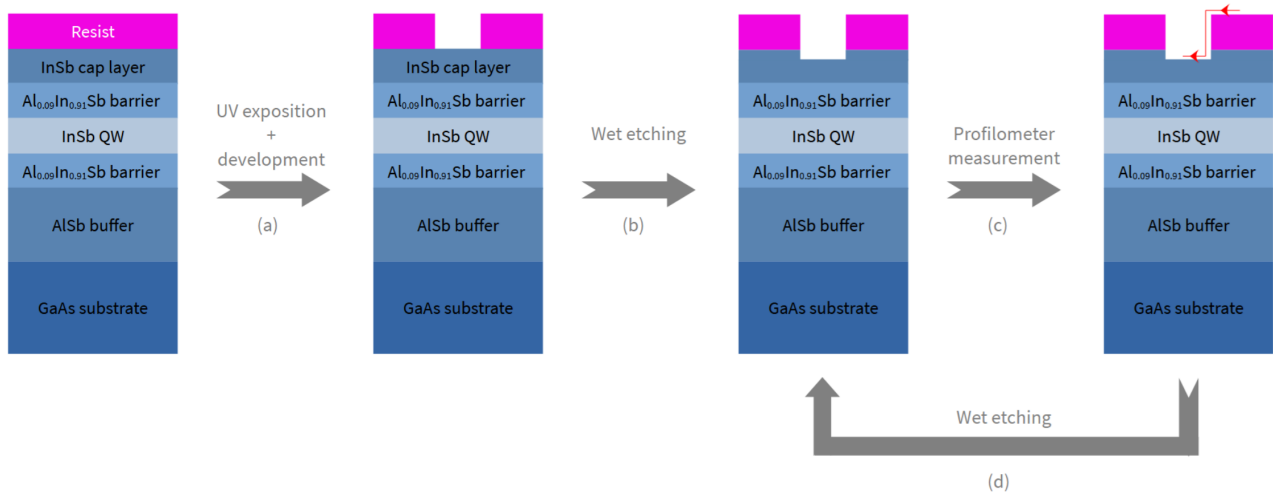 Resist
InSb cap layer
Al₀.₀₉In₀.₉₁Sb barrier
InSb QW
Al₀.₀₉In₀.₉₁Sb barrier
AlSb buffer
GaAs substrate
UV exposition
+
development
(a)
InSb cap layer
Al₀.₀₉In₀.₉₁Sb barrier
InSb QW
Al₀.₀₉In₀.₉₁Sb barrier
AlSb buffer
GaAs substrate
Wet etching
(b)
Al₀.₀₉In₀.₉₁Sb barrier
InSb QW
Al₀.₀₉In₀.₉₁Sb barrier
AlSb buffer
GaAs substrate
Profilometer
measurement
(c)
Al₀.₀₉In₀.₉₁Sb barrier
InSb QW
Al₀.₀₉In₀.₉₁Sb barrier
AlSb buffer
GaAs substrate
Wet etching
(d)